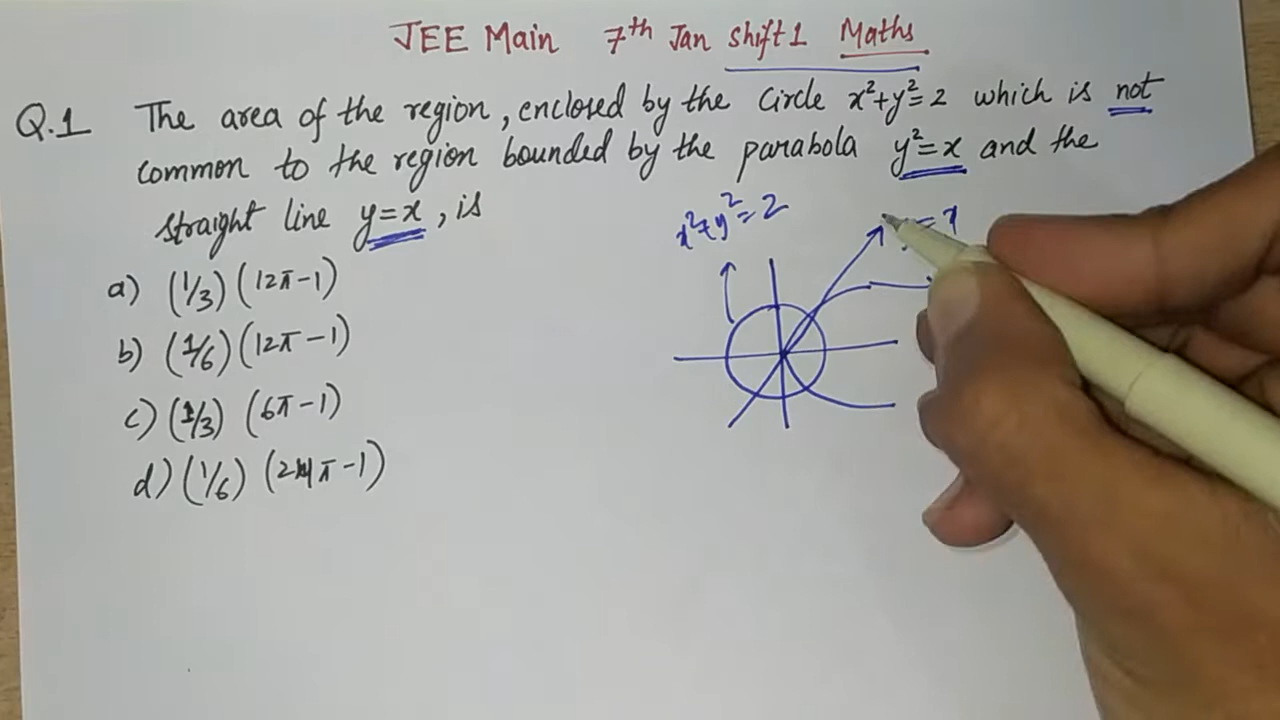 JEE Main 7th Jan shift 1 Maths
Q.1 The area of the region, enclosed by the circle x²+y²=2 which is not
common to the region bounded by the parabola y²=x and the
straight line y=x, is
a) (1/3) (12π-1)
b) (1/6) (12π-1)
c) (1/3) (6π-1)
d) (1/6) (24π-1)
x²+y²=2
= x